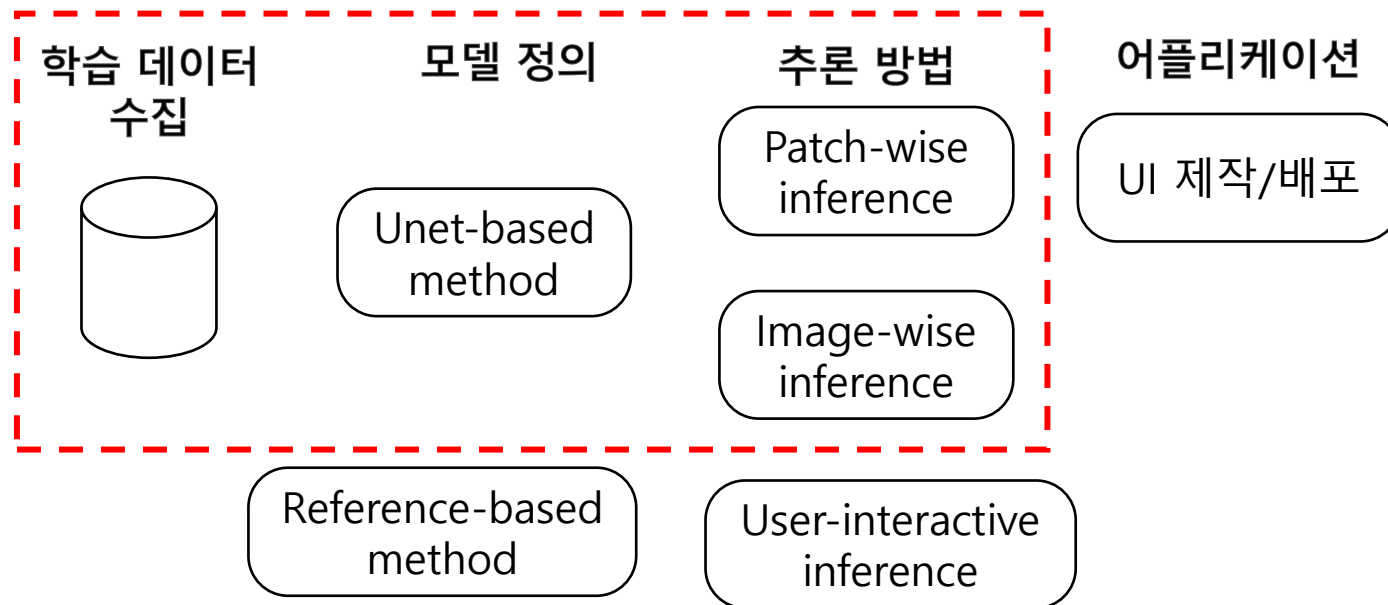 학습 데이터
수집
모델 정의
추론 방법
어플리케이션
Unet-based
method
Patch-wise
inference
UI 제작/배포
Image-wise
inference
Reference-based
method
User-interactive
inference